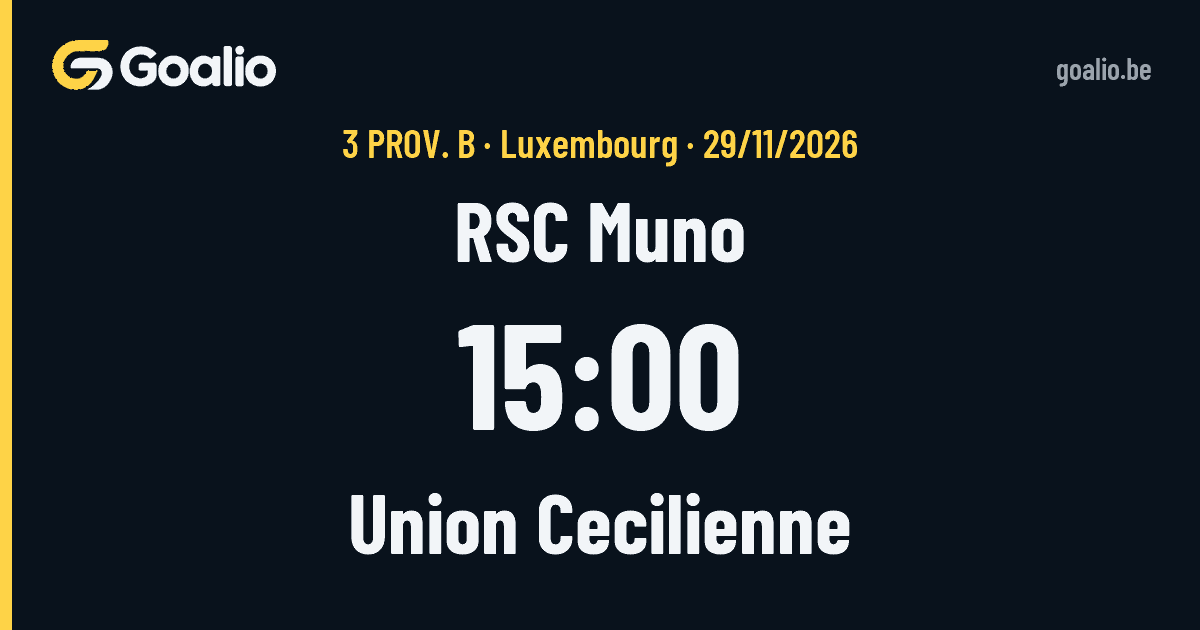 Goalio
goalio.be
3 PROV. B · Luxembourg · 29/11/2026
RSC Muno
15:00
Union Cecilienne